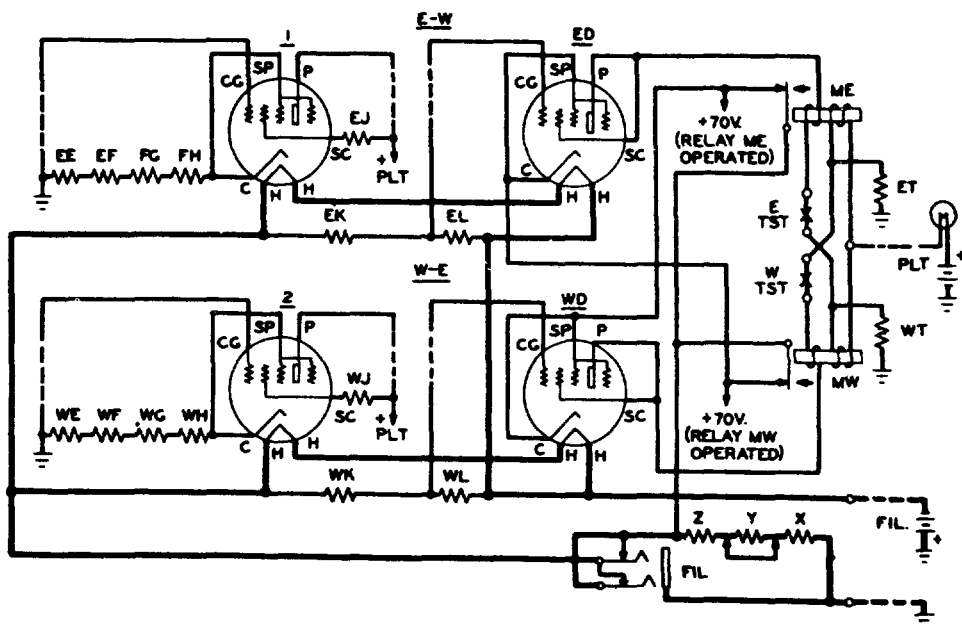 E-W
1
ED
SP P
CG
SP P
CG
ME
EJ
+70V.
(RELAY ME
OPERATED)
EE EF FG FH
SC
+
PLT
SC
ET
C H H
H H
E
TST
EK EL
W-E
W
TST
PLT
+
2
WD
SP P
CG
SP P
CG
WT
WJ
MW
WE WF WG WH
SC
+
PLT
SC
+70V.
(RELAY MW
OPERATED)
C H H
H H
WK WL
Z Y X
FIL.
+
FIL